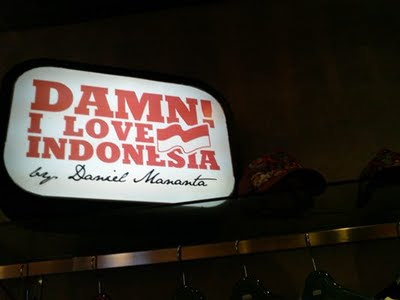 DAMN!
I LOVE
INDONESIA
by. Daniel Mananta